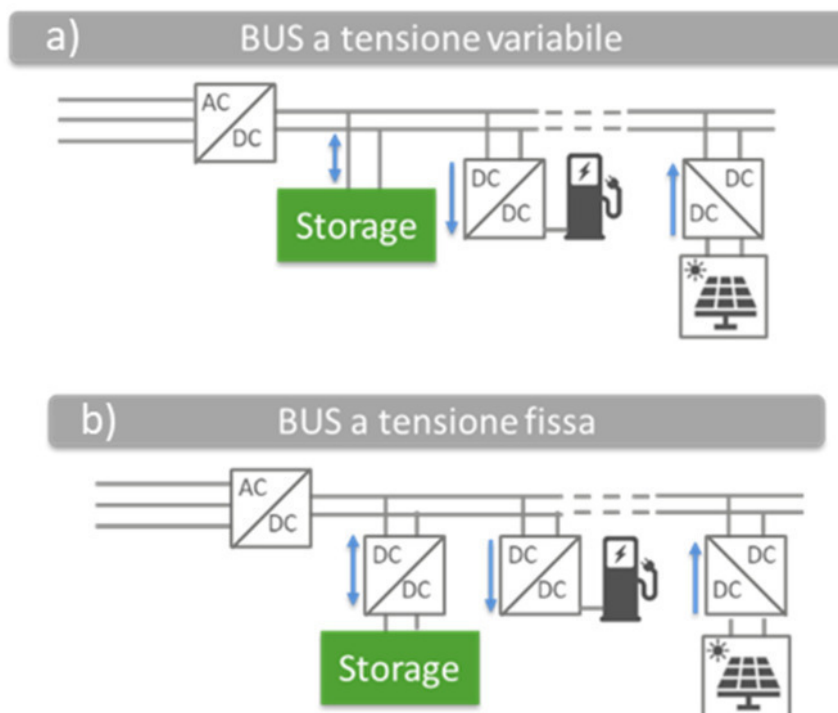 a) BUS a tensione variabile
AC
DC
Storage
DC
DC
DC
DC
b) BUS a tensione fissa
AC
DC
DC
DC
DC
DC
DC
DC
Storage